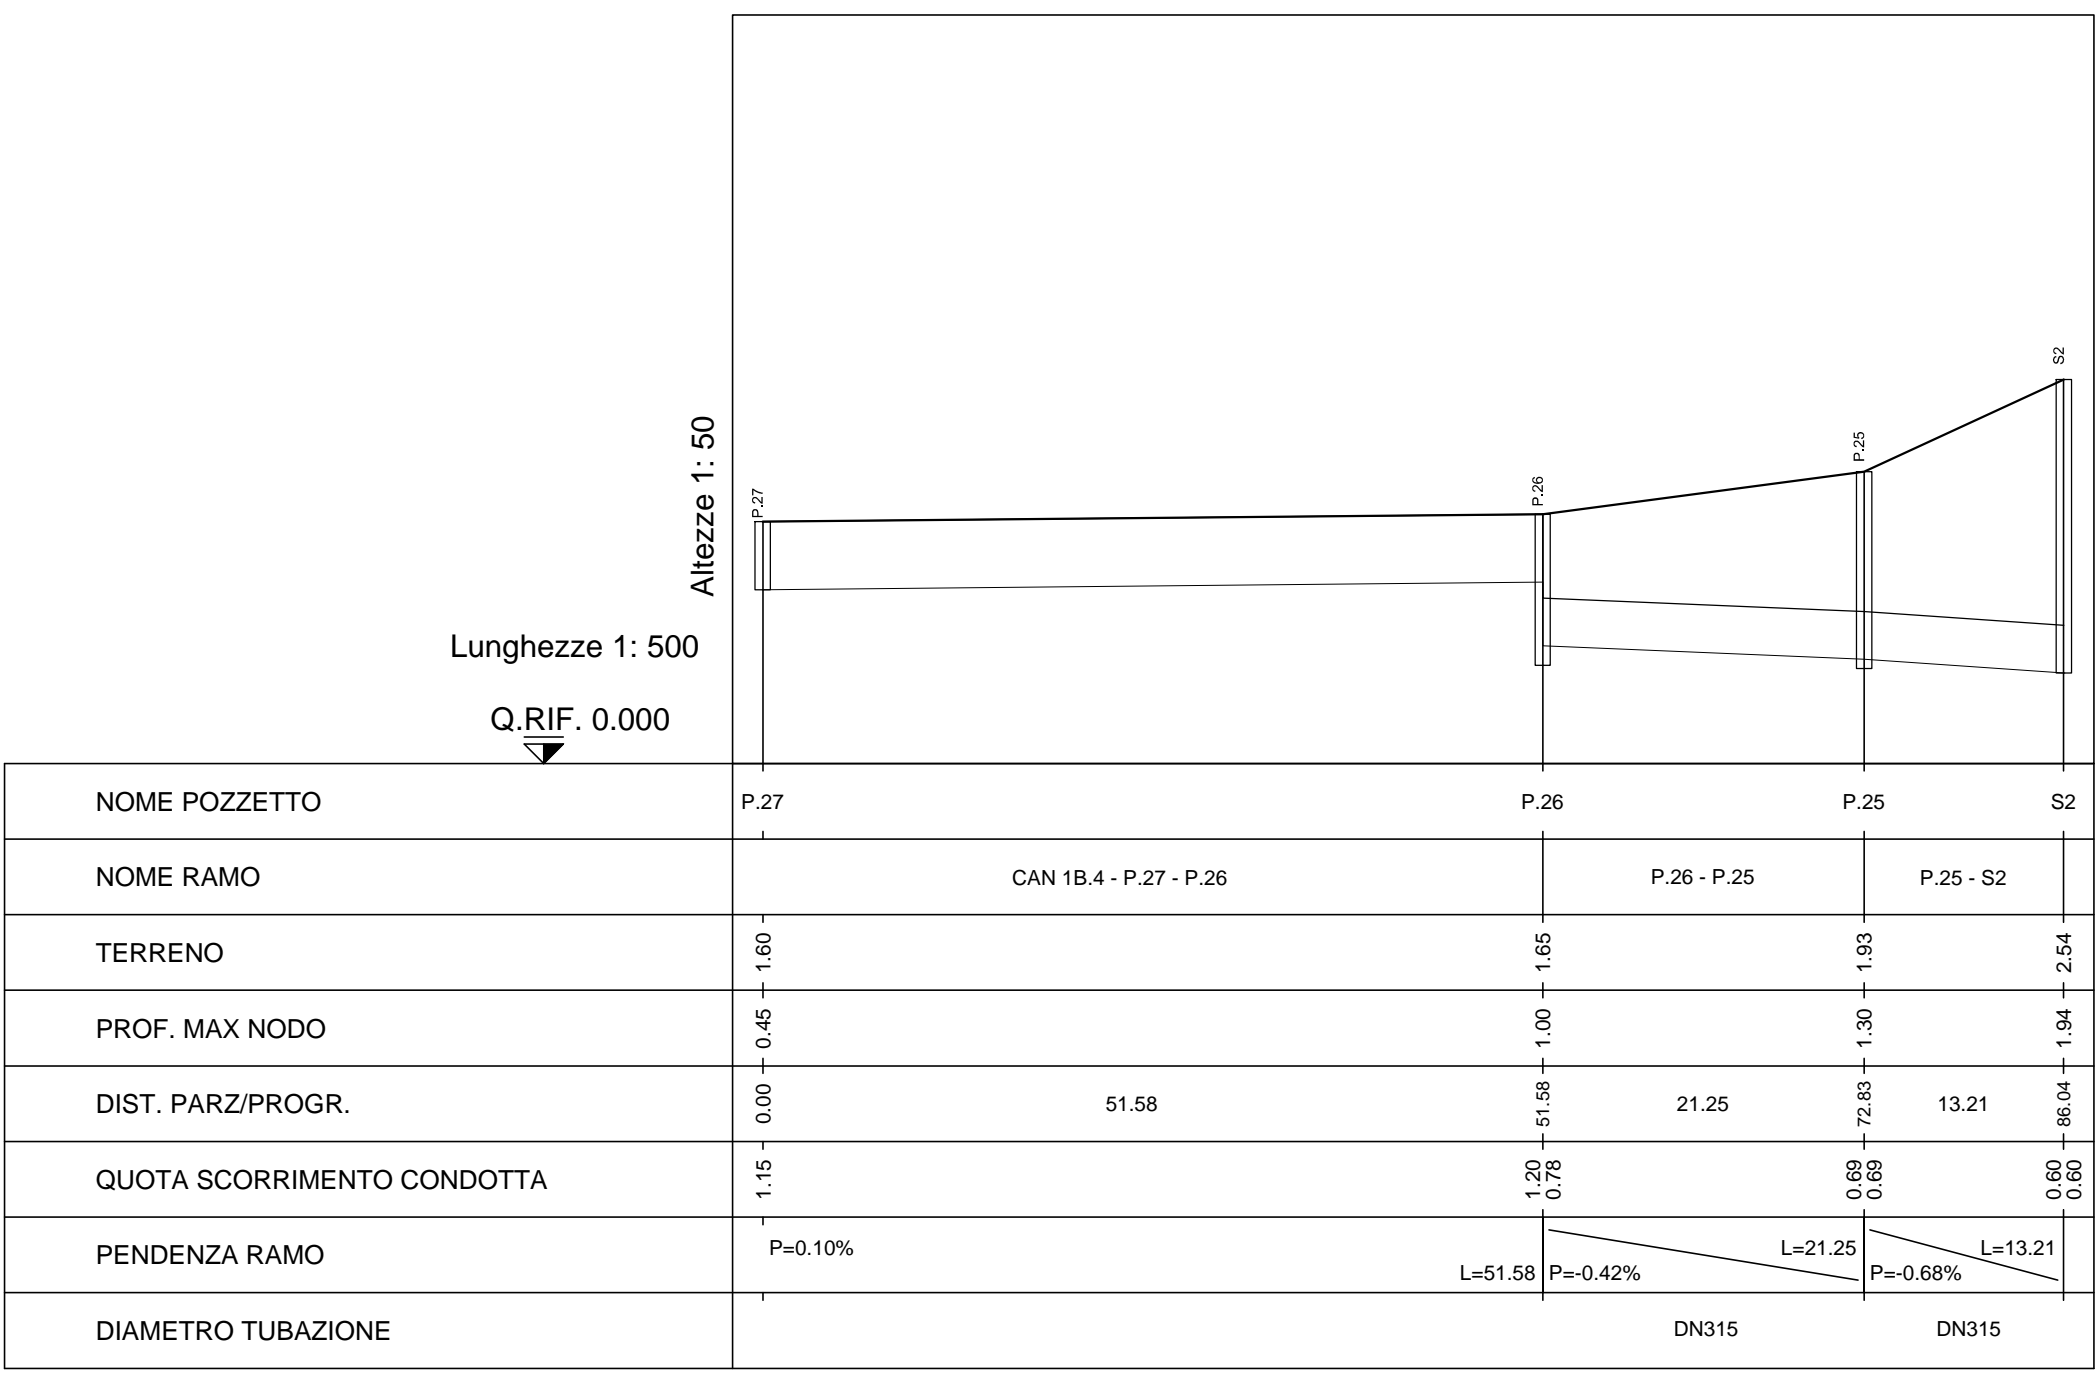 S2
P.25
P.26
P.27
Altezze 1: 50
Lunghezze 1: 500
Q.RIF. 0.000
NOME POZZETTO P.27 P.26 P.25 S2
NOME RAMO CAN 1B.4 - P.27 - P.26 P.26 - P.25 P.25 - S2
TERRENO 1.60 1.65 1.93 2.54
PROF. MAX NODO 0.45 1.00 1.30 1.94
DIST. PARZ/PROGR. 0.00 51.58 51.58 21.25 72.83 13.21 86.04
QUOTA SCORRIMENTO CONDOTTA 1.15 1.20 0.78 0.69 0.69 0.60 0.60
PENDENZA RAMO P=0.10% L=51.58 P=-0.42% L=21.25 P=-0.68% L=13.21
DIAMETRO TUBAZIONE DN315 DN315